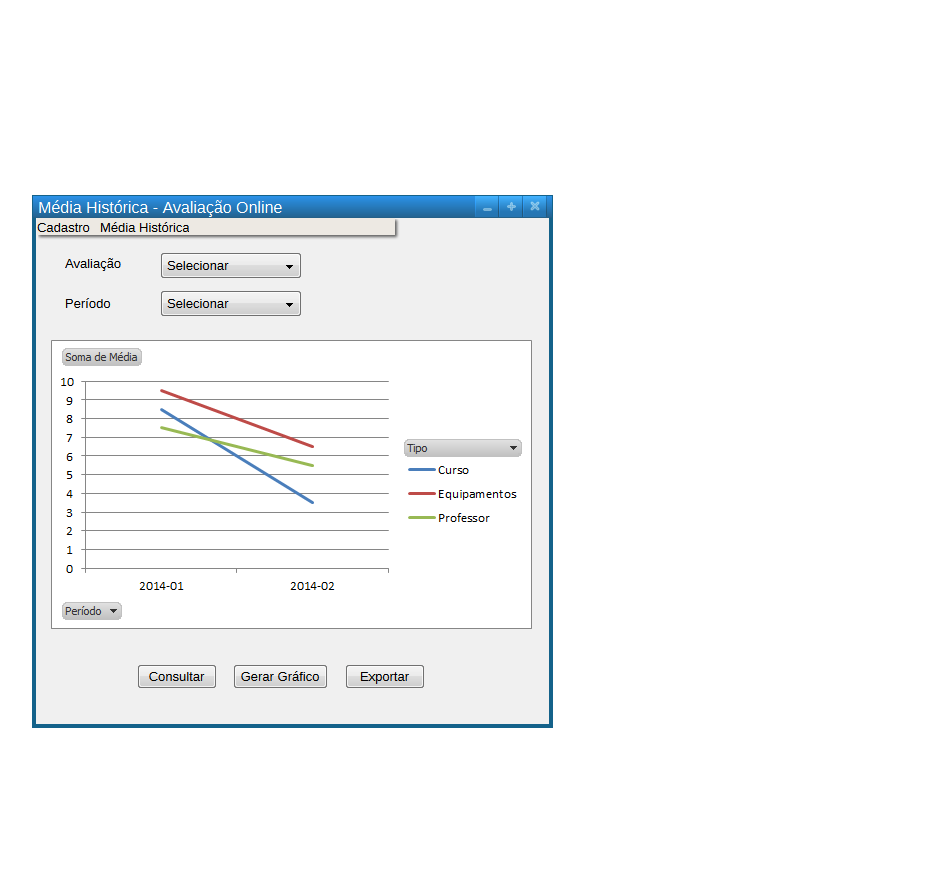 Média Histórica - Avaliação Online
Cadastro Média Histórica
Avaliação Selecionar
Período Selecionar
Soma de Média
10
9
8
7
6
5
4
3
2
1
0
2014-01 2014-02
Tipo
Curso
Equipamentos
Professor
Período
Consultar Gerar Gráfico Exportar